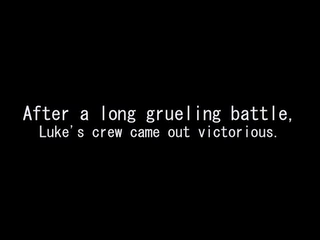 After a long grueling battle,
Luke's crew came out victorious.